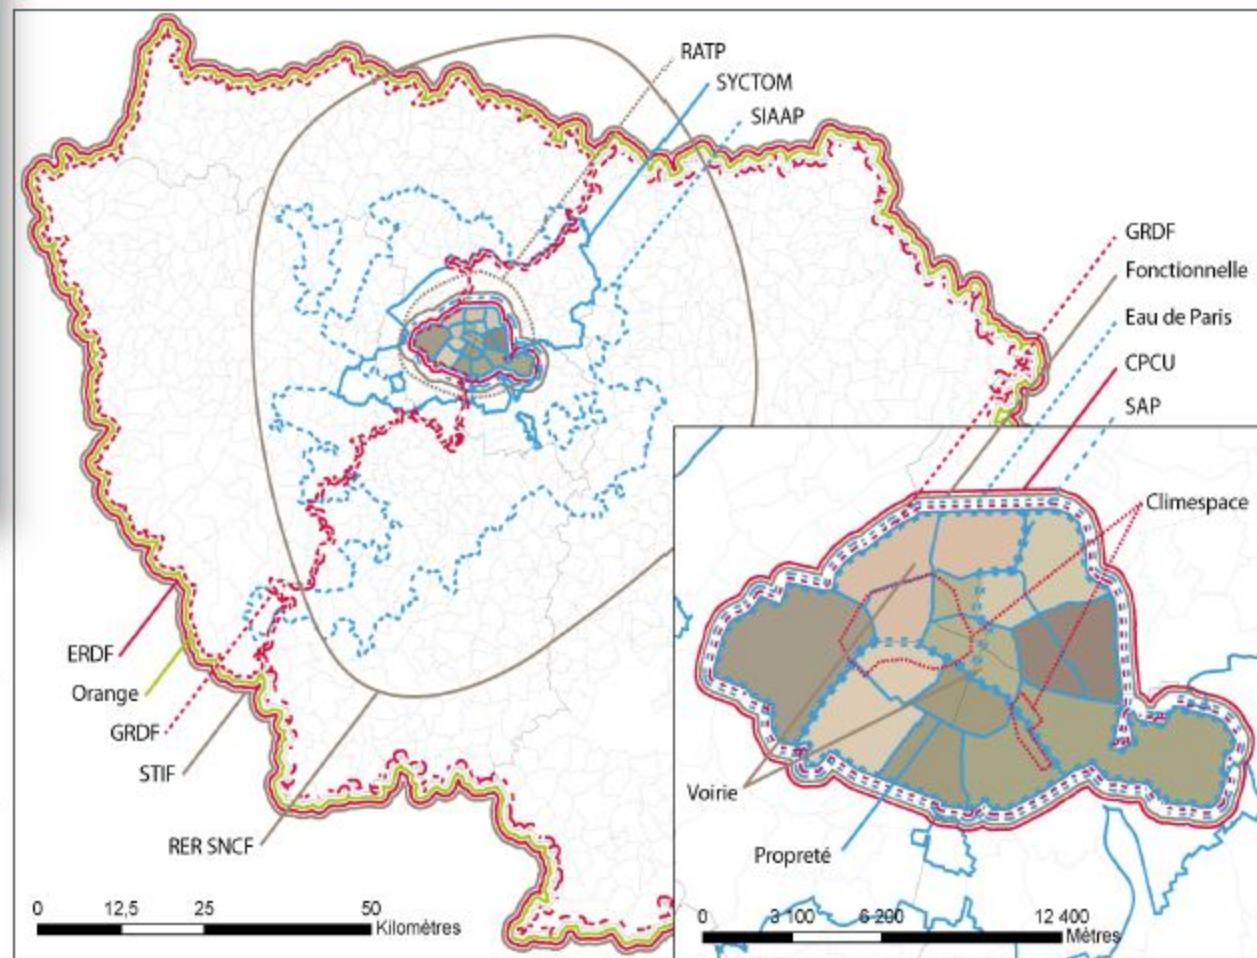 RATP
SYCTOM
SIAAP
GRDF
Fonctionnelle
Eau de Paris
CPCU
SAP
Climespace
ERDF
Orange
GRDF
STIF
RER SNCF
Voirie
Propreté
0 12,5 25 50 Kilométres
0 3 100 6 200 12 400 Mètres